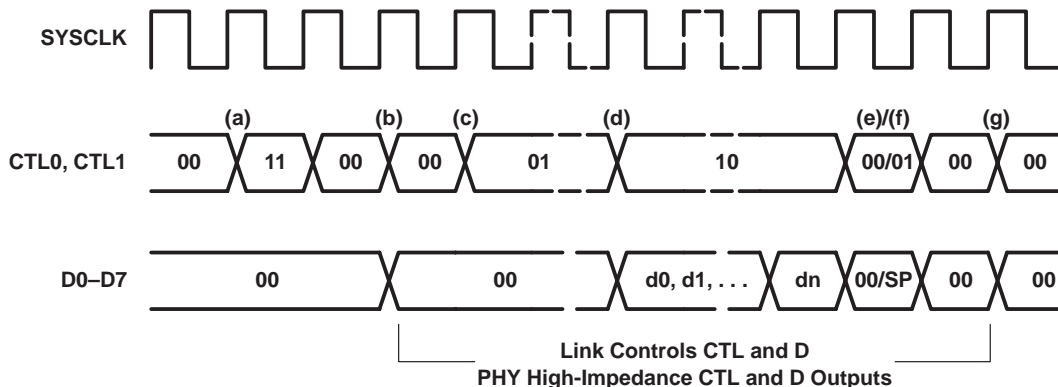 SYSCLK
(a) (b) (c) (d) (e)/(f) (g)
CTL0, CTL1 00 11 00 00 01 10 00/01 00 00
D0–D7 00 00 d0, d1, . . . dn 00/SP 00 00
Link Controls CTL and D
PHY High-Impedance CTL and D Outputs